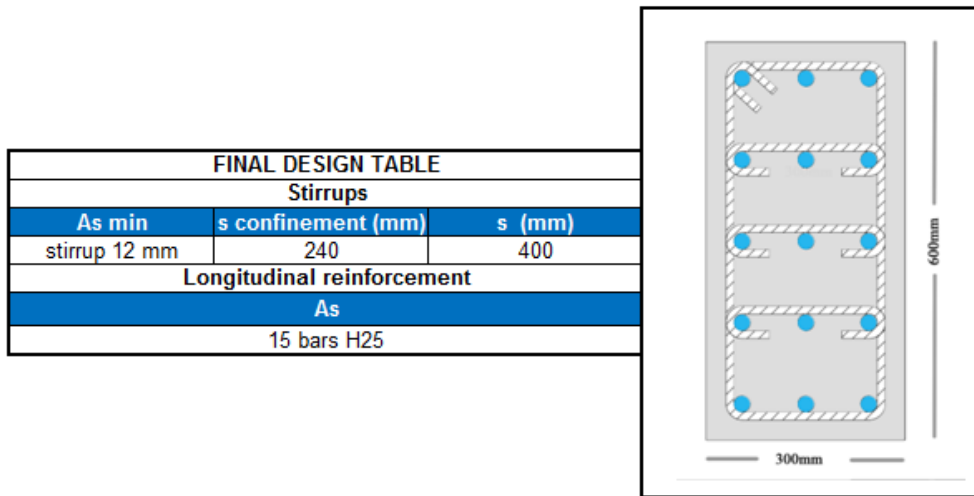 FINAL DESIGN TABLE
Stirrups
As min s confinement (mm) s (mm)
stirrup 12 mm 240 400
Longitudinal reinforcement
As
15 bars H25
600mm
300mm